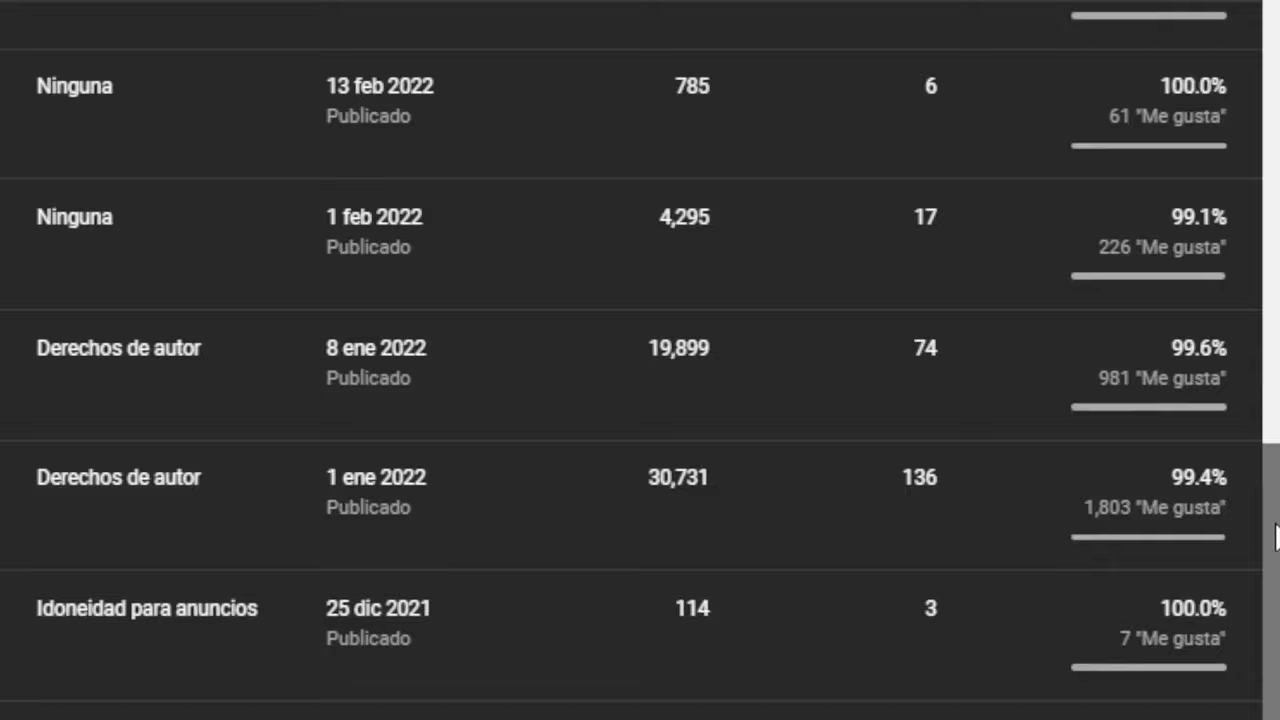 Ninguna 13 feb 2022 785 6 100.0%
Publicado 61 "Me gusta"
Ninguna 1 feb 2022 4,295 17 99.1%
Publicado 226 "Me gusta"
Derechos de autor 8 ene 2022 19,899 74 99.6%
Publicado 981 "Me gusta"
Derechos de autor 1 ene 2022 30,731 136 99.4%
Publicado 1,803 "Me gusta"
Idoneidad para anuncios 25 dic 2021 114 3 100.0%
Publicado 7 "Me gusta"